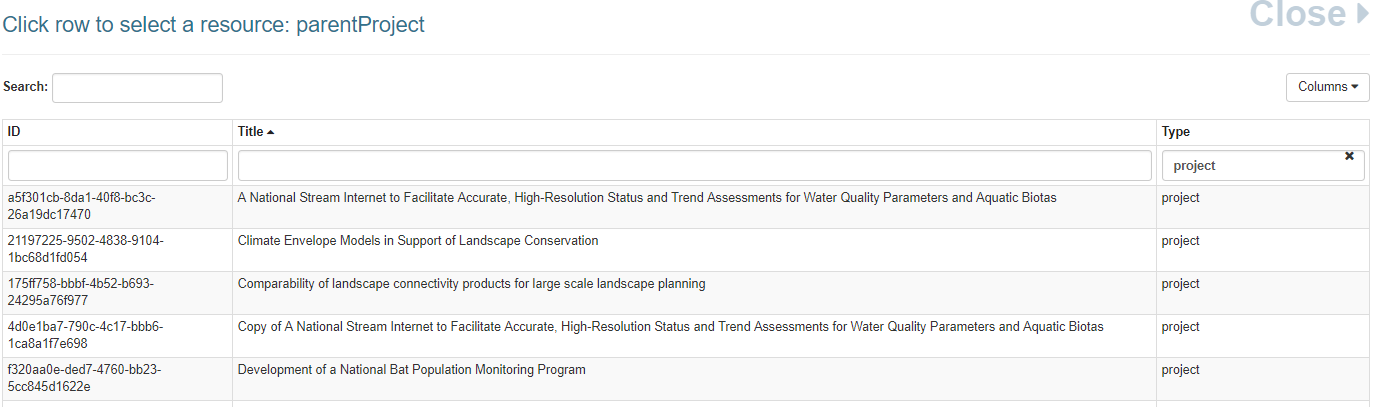 Close
Click row to select a resource: parentProject
Search:
Columns
ID Title Type
project
a5f301cb-8da1-40f8-bc3c- A National Stream Internet to Facilitate Accurate, High-Resolution Status and Trend Assessments for Water Quality Parameters and Aquatic Biotas project
26a19dc17470
21197225-9502-4838-9104- Climate Envelope Models in Support of Landscape Conservation project
1bc68d1fd054
175ff758-bbbf-4b52-b693- Comparability of landscape connectivity products for large scale landscape planning project
24295a76f977
4d0e1ba7-790c-4c17-bbb6- Copy of A National Stream Internet to Facilitate Accurate, High-Resolution Status and Trend Assessments for Water Quality Parameters and Aquatic Biotas project
1ca8a1f7e698
f320aa0e-ded7-4760-bb23- Development of a National Bat Population Monitoring Program project
5cc845d1622e